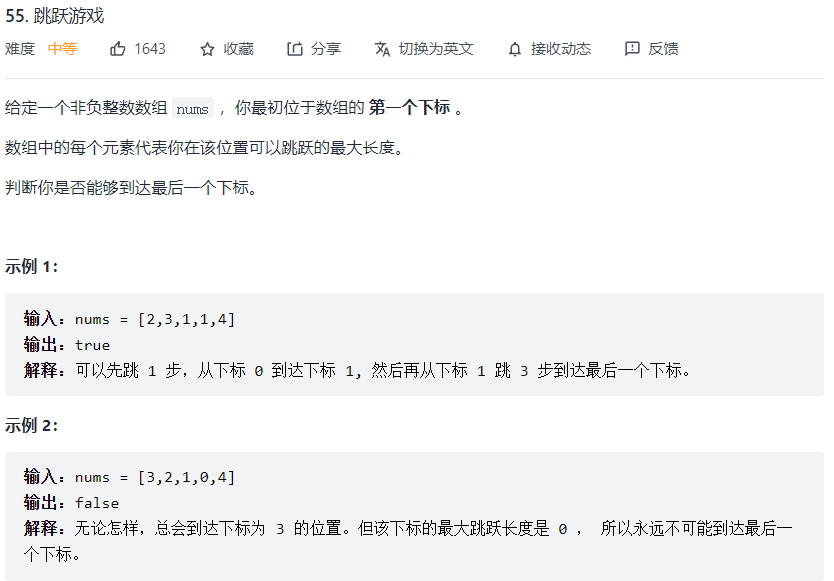 55. 跳跃游戏
难度 中等 1643 收藏 分享 切换为英文 接收动态 反馈
给定一个非负整数数组 nums ，你最初位于数组的 第一个下标 。
数组中的每个元素代表你在该位置可以跳跃的最大长度。
判断你是否能够到达最后一个下标。
示例 1：
输入：nums = [2,3,1,1,4]
输出：true
解释：可以先跳 1 步，从下标 0 到达下标 1, 然后再从下标 1 跳 3 步到达最后一个下标。
示例 2：
输入：nums = [3,2,1,0,4]
输出：false
解释：无论怎样，总会到达下标为 3 的位置。但该下标的最大跳跃长度是 0 ， 所以永远不可能到达最后一
个下标。